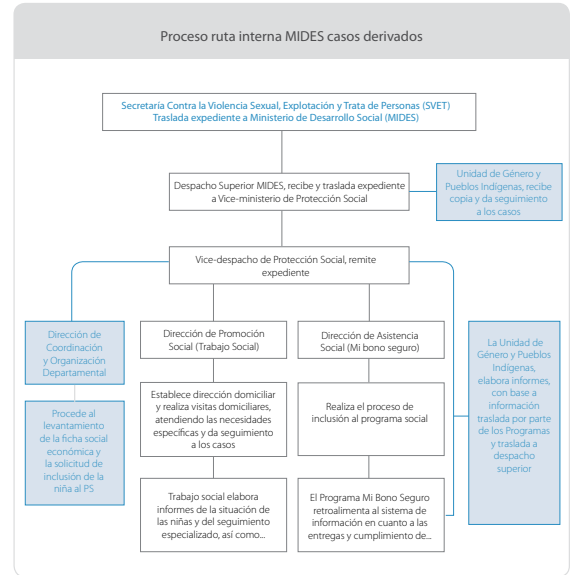 Proceso ruta interna MIDES casos derivados
Secretaría Contra la Violencia Sexual, Explotación y Trata de Personas (SVET)
Traslada expediente a Ministerio de Desarrollo Social (MIDES)
Despacho Superior MIDES, recibe y traslada expediente
a Vice-ministerio de Protección Social
Unidad de Género y
Pueblos Indígenas, recibe
copia y da seguimiento
a los casos
Vice-despacho de Protección Social, remite
expediente
Dirección de
Coordinación
y Organización
Departamental
Procede al
levantamiento
de la ficha social
económica y
la solicitud de
inclusión de la
niña al PS
Dirección de Promoción
Social (Trabajo Social)
Establece dirección domiciliar
y realiza visitas domiciliares,
atendiendo las necesidades
específicas y da seguimiento
a los casos
Trabajo social elabora
informes de la situación de
las niñas y del seguimiento
especializado, así como...
Dirección de Asistencia
Social (Mi bono seguro)
Realiza el proceso de
inclusión al programa social
El Programa Mi Bono Seguro
retroalimenta al sistema de
información en cuanto a las
entregas y cumplimiento de...
La Unidad de
Género y Pueblos
Indígenas,
elabora informes,
con base a
información
traslada por parte
de los Programas
y traslada a
despacho
superior